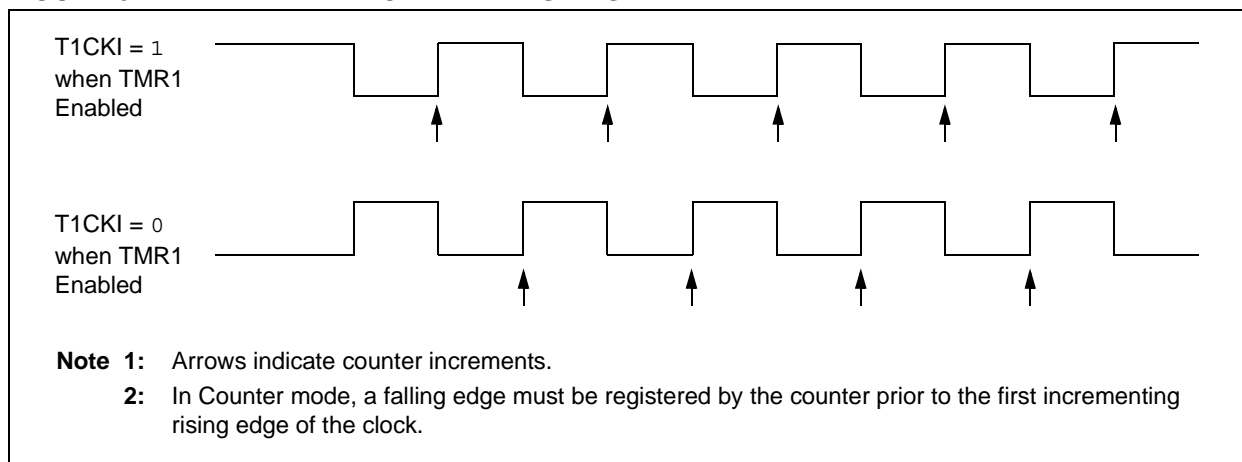 T1CKI = 1
when TMR1
Enabled
T1CKI = 0
when TMR1
Enabled
Note 1: Arrows indicate counter increments.
2: In Counter mode, a falling edge must be registered by the counter prior to the first incrementing
rising edge of the clock.